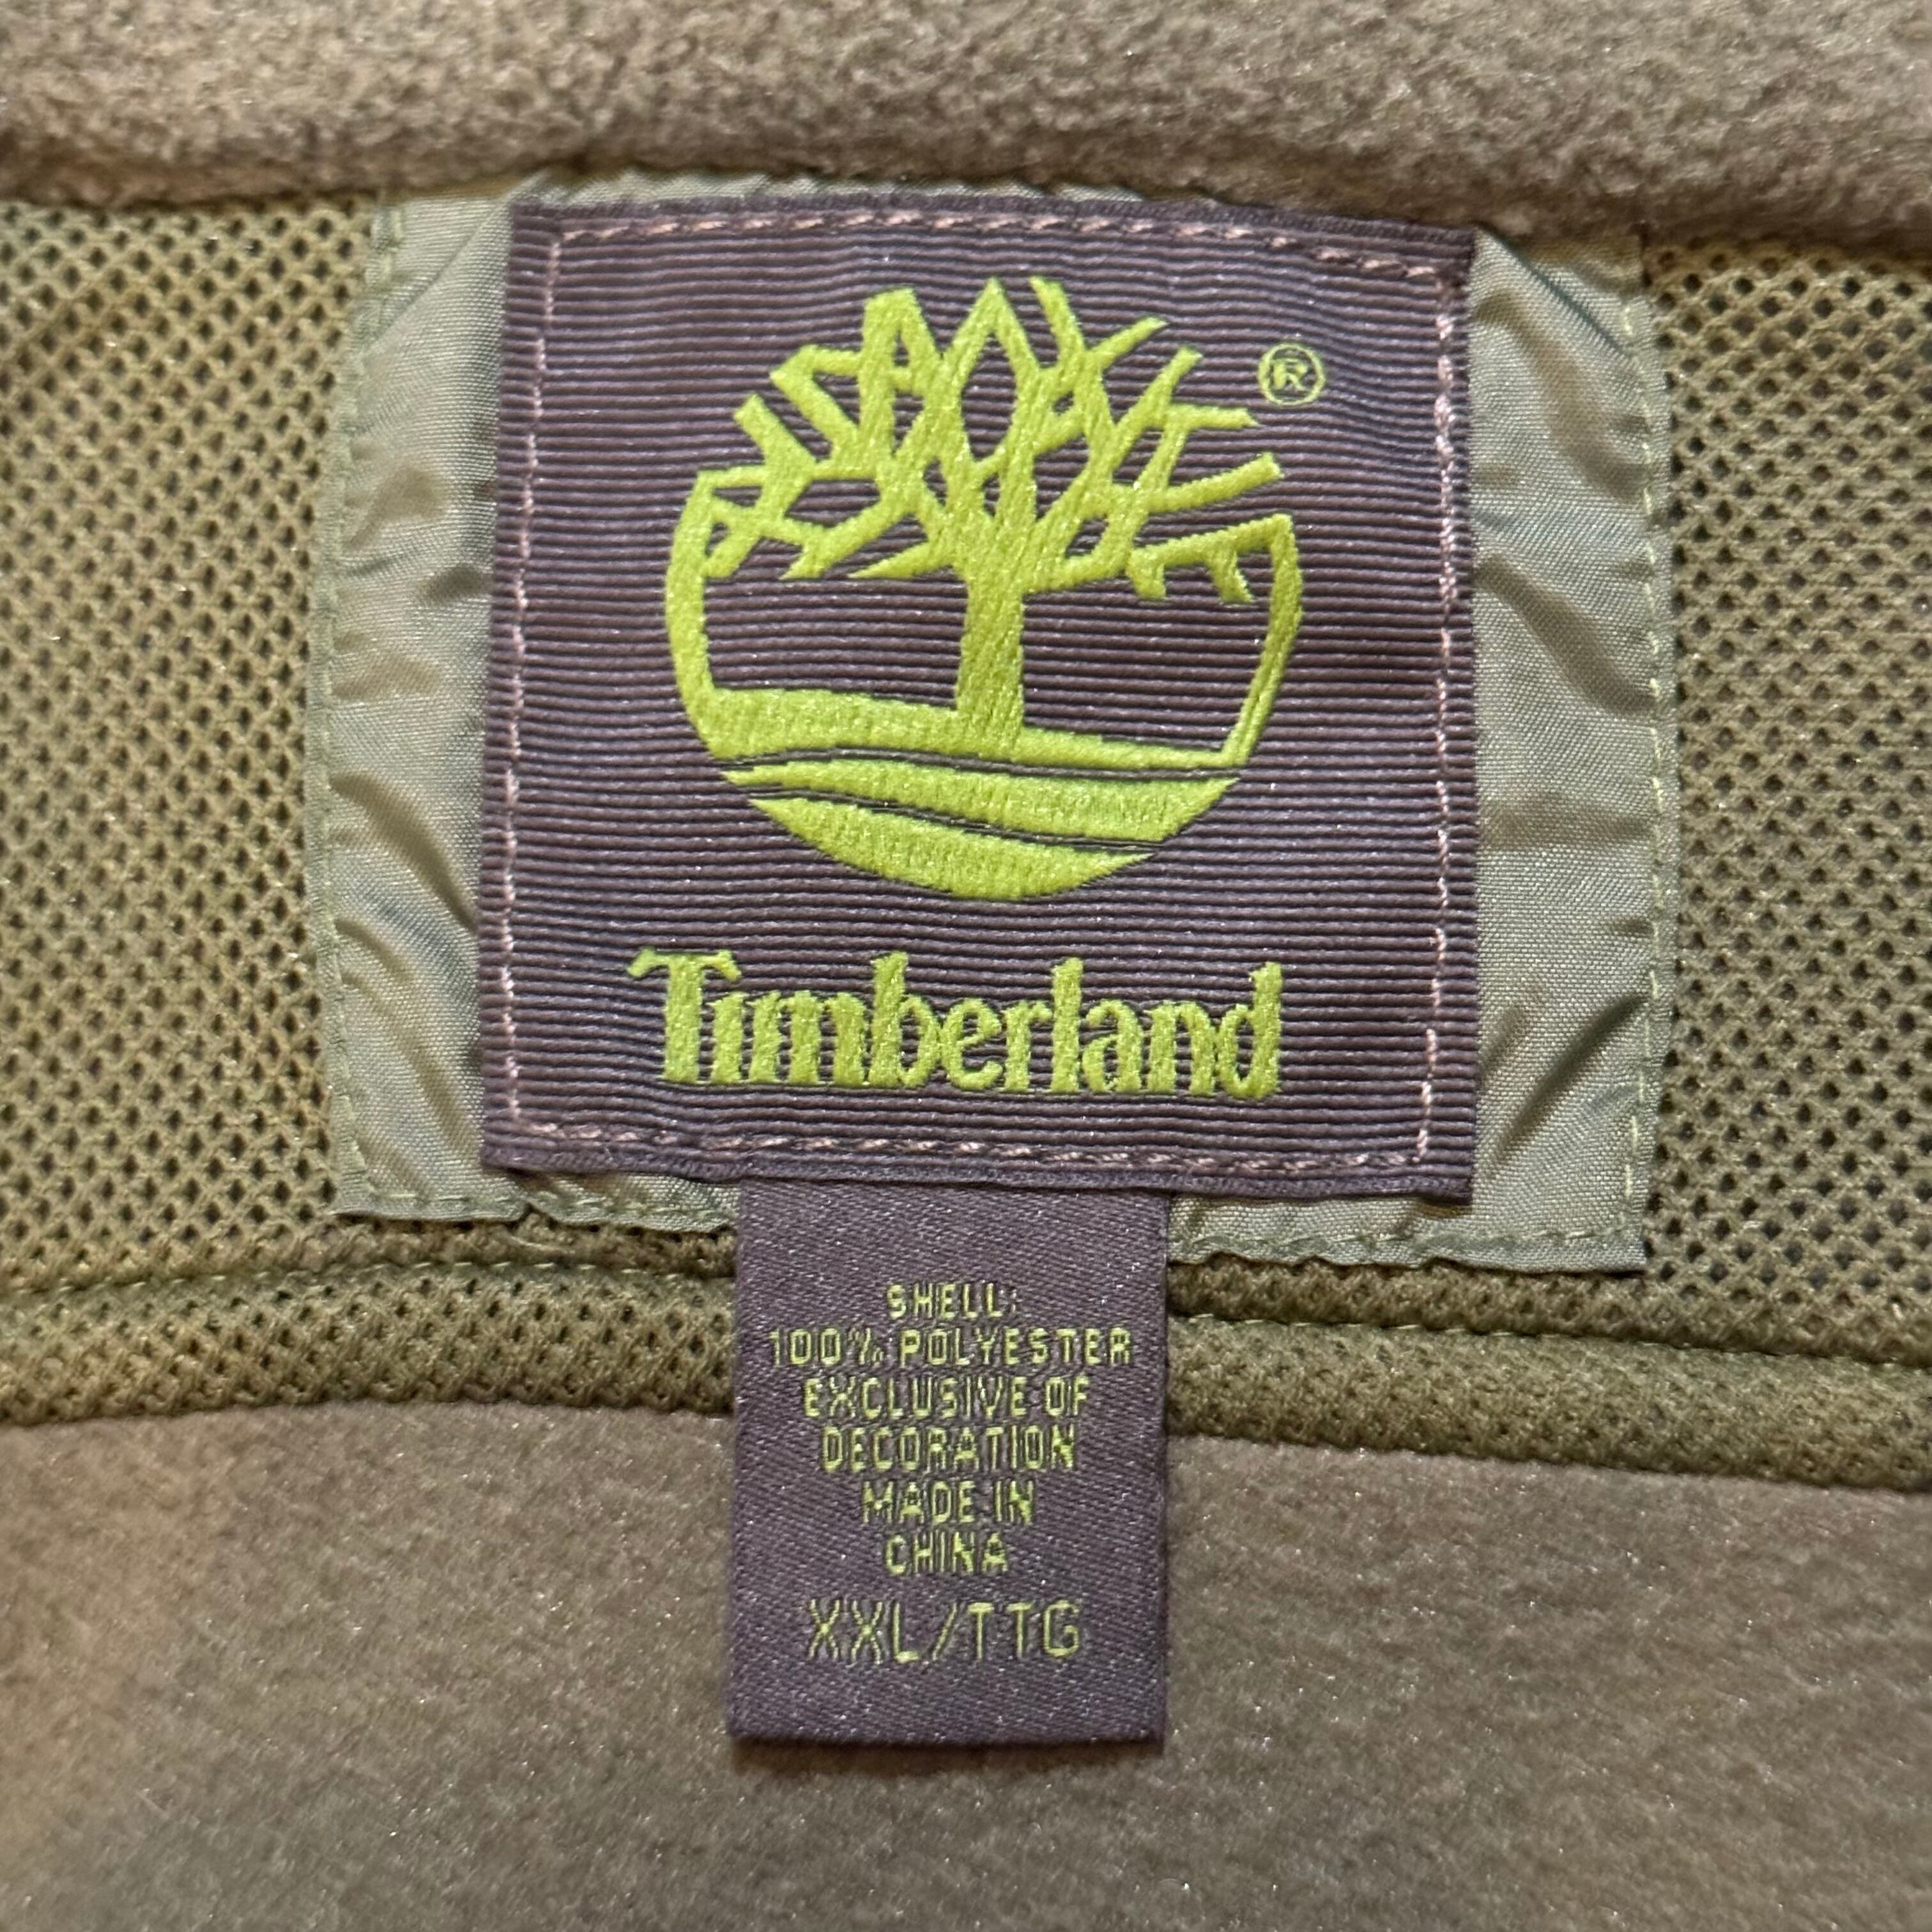 ®
Timberland
SHELL:
100% POLYESTER
EXCLUSIVE OF
DECORATION
MADE IN
CHINA
XXL/TTG